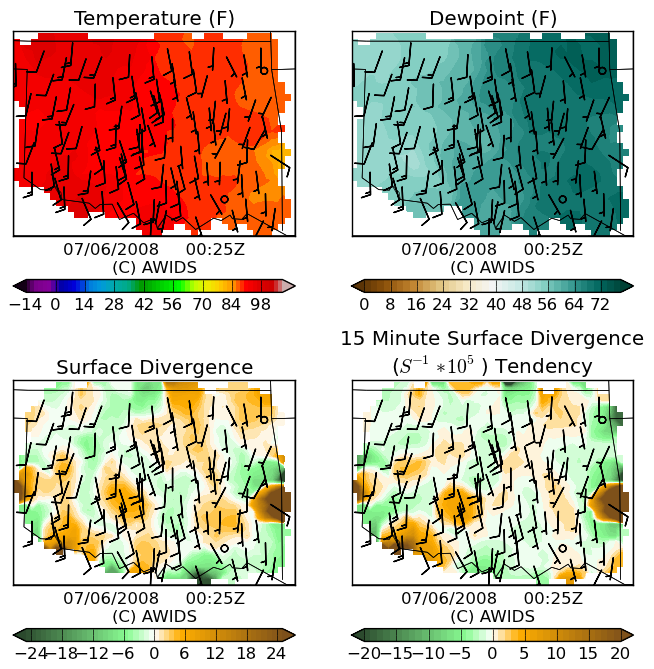 Temperature (F)
Dewpoint (F)
07/06/2008 00:25Z
(C) AWIDS
07/06/2008 00:25Z
(C) AWIDS
−14 0 14 28 42 56 70 84 98
0 8 16 24 32 40 48 56 64 72
Surface Divergence
15 Minute Surface Divergence
(S⁻¹ *10⁵ ) Tendency
07/06/2008 00:25Z
(C) AWIDS
07/06/2008 00:25Z
(C) AWIDS
−24 −18 −12 −6 0 6 12 18 24
−20 −15 −10 −5 0 5 10 15 20